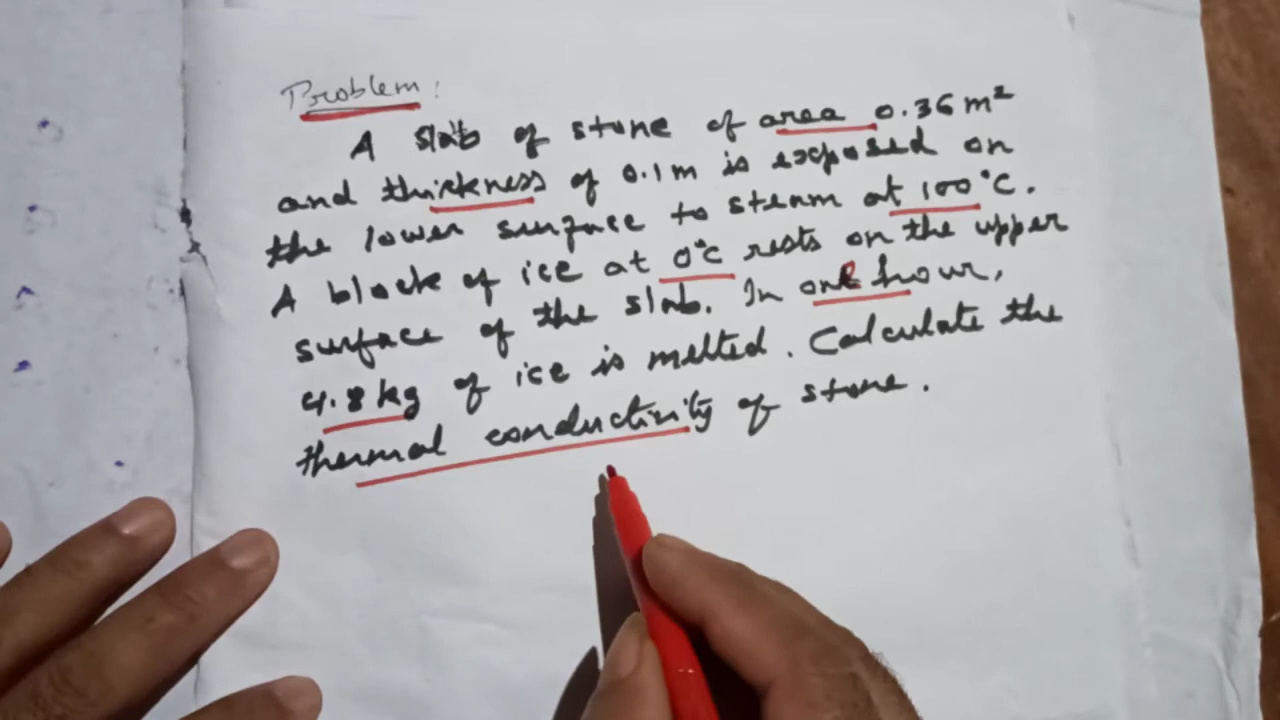 Problem:
A slab of stone of area 0.36 m²
and thickness of 0.1 m is exposed on
the lower surface to steam at 100°C.
A block of ice at 0°C rests on the upper
surface of the slab. In one hour,
4.8 kg of ice is melted. Calculate the
thermal conductivity of stone.